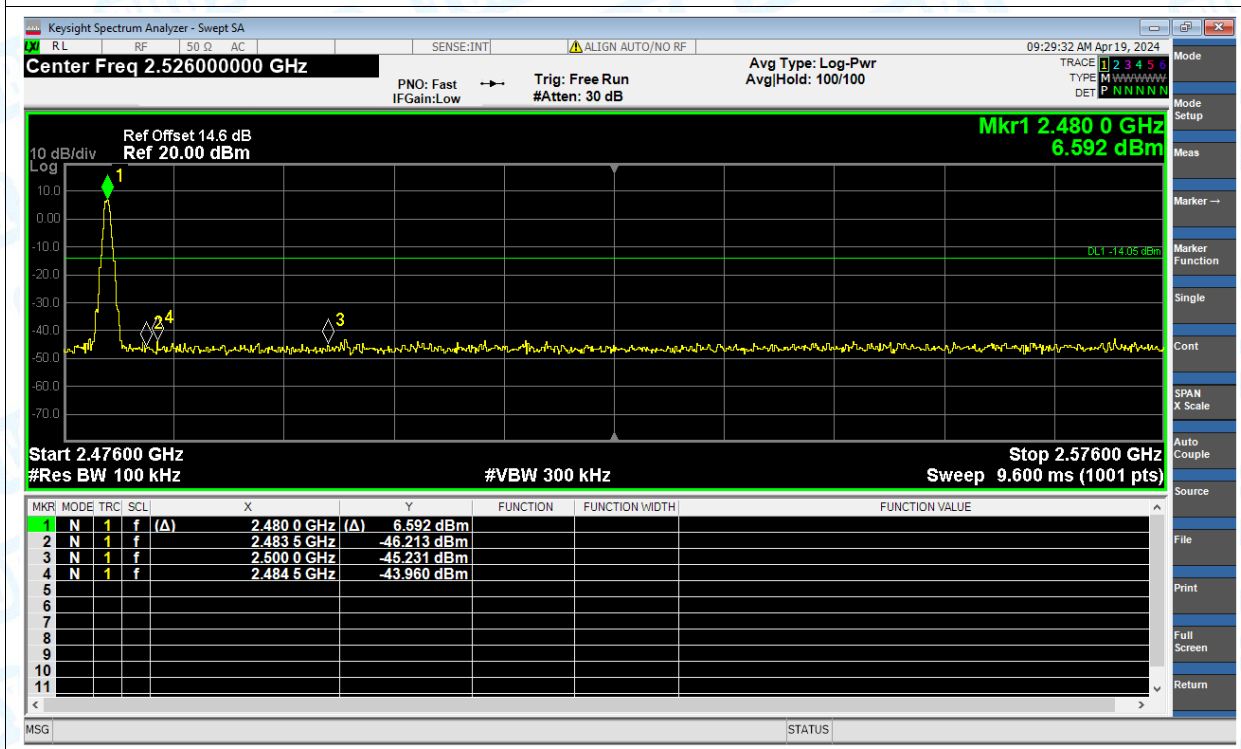 Keysight Spectrum Analyzer - Swept SA
LXI RL RF 50 Ω AC SENSE:INT ALIGN AUTO/NO RF 09:29:32 AM Apr 19, 2024
Center Freq 2.526000000 GHz
PNO: Fast
IFGain:Low
Trig: Free Run
#Atten: 30 dB
Avg Type: Log-Pwr
Avg|Hold: 100/100
TRACE 1 2 3 4 5 6
TYPE M WWWWW
DET P N N N N N
Mkr1 2.480 0 GHz
6.592 dBm
Ref Offset 14.6 dB
10 dB/div Ref 20.00 dBm
Log
1
10.0
0.00
-10.0
DL1 -14.05 dBm
-20.0
-30.0
2 4 3
-40.0
-50.0
-60.0
-70.0
Start 2.47600 GHz Stop 2.57600 GHz
#Res BW 100 kHz #VBW 300 kHz Sweep 9.600 ms (1001 pts)
MKR MODE TRC SCL X Y FUNCTION FUNCTION WIDTH FUNCTION VALUE
1 N 1 f (Δ) 2.480 0 GHz (Δ) 6.592 dBm
2 N 1 f 2.483 5 GHz -46.213 dBm
3 N 1 f 2.500 0 GHz -45.231 dBm
4 N 1 f 2.484 5 GHz -43.960 dBm
5
6
7
8
9
10
11
MSG STATUS
Mode
Mode
Setup
Meas
Marker →
Marker
Function
Single
Cont
SPAN
X Scale
Auto
Couple
Source
File
Print
Full
Screen
Return